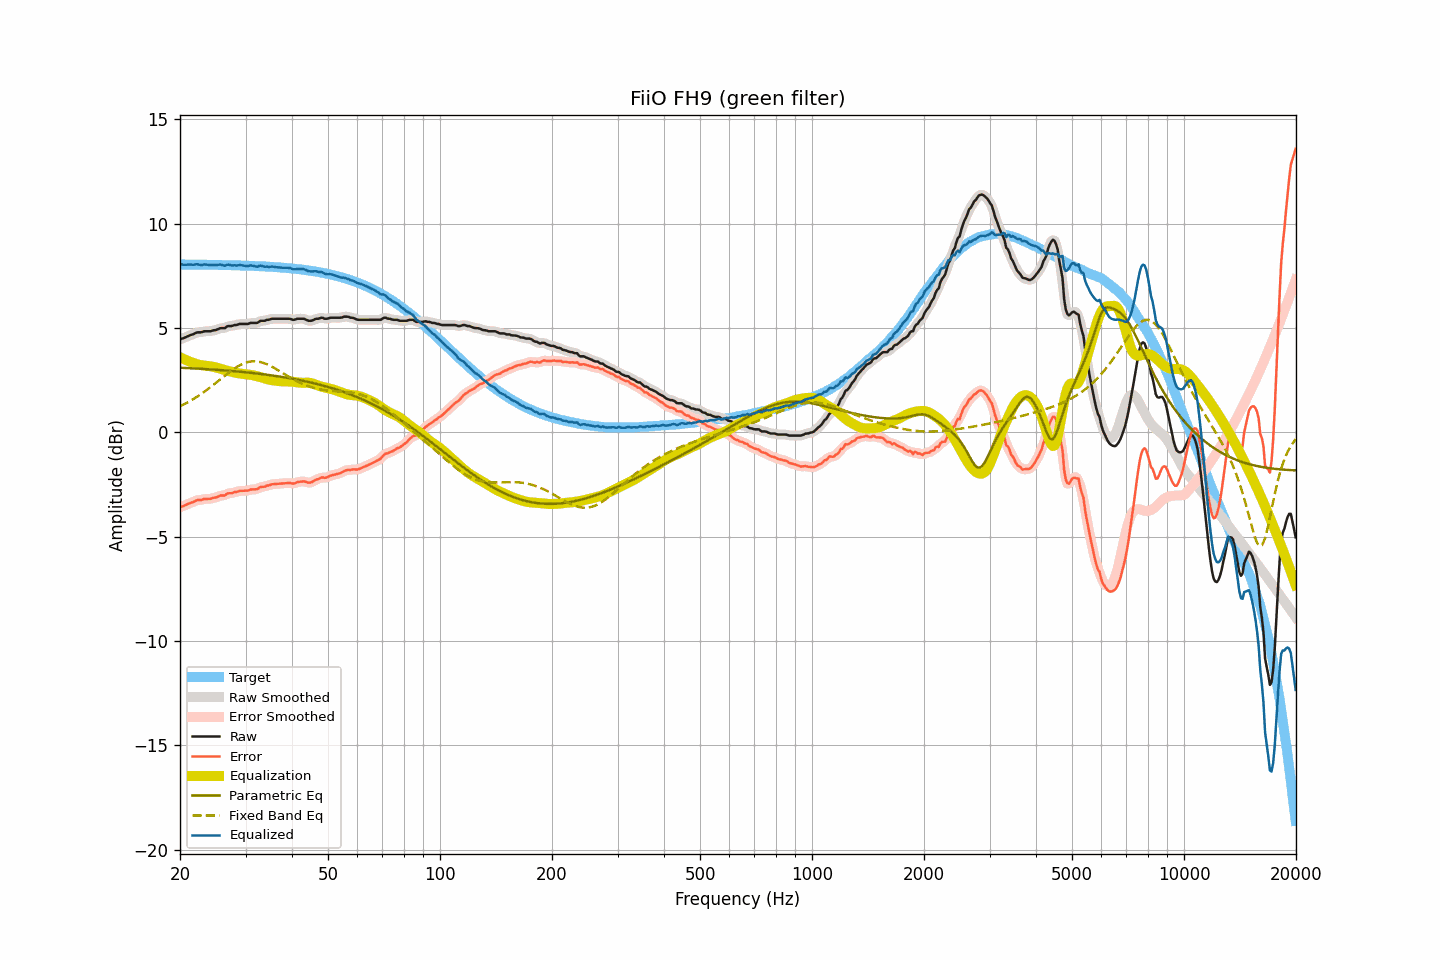 FiiO FH9 (green filter)
15
10
5
0
−5
−10
−15
−20
Amplitude (dBr)
Target
Raw Smoothed
Error Smoothed
Raw
Error
Equalization
Parametric Eq
Fixed Band Eq
Equalized
20 50 100 200 500 1000 2000 5000 10000 20000
Frequency (Hz)